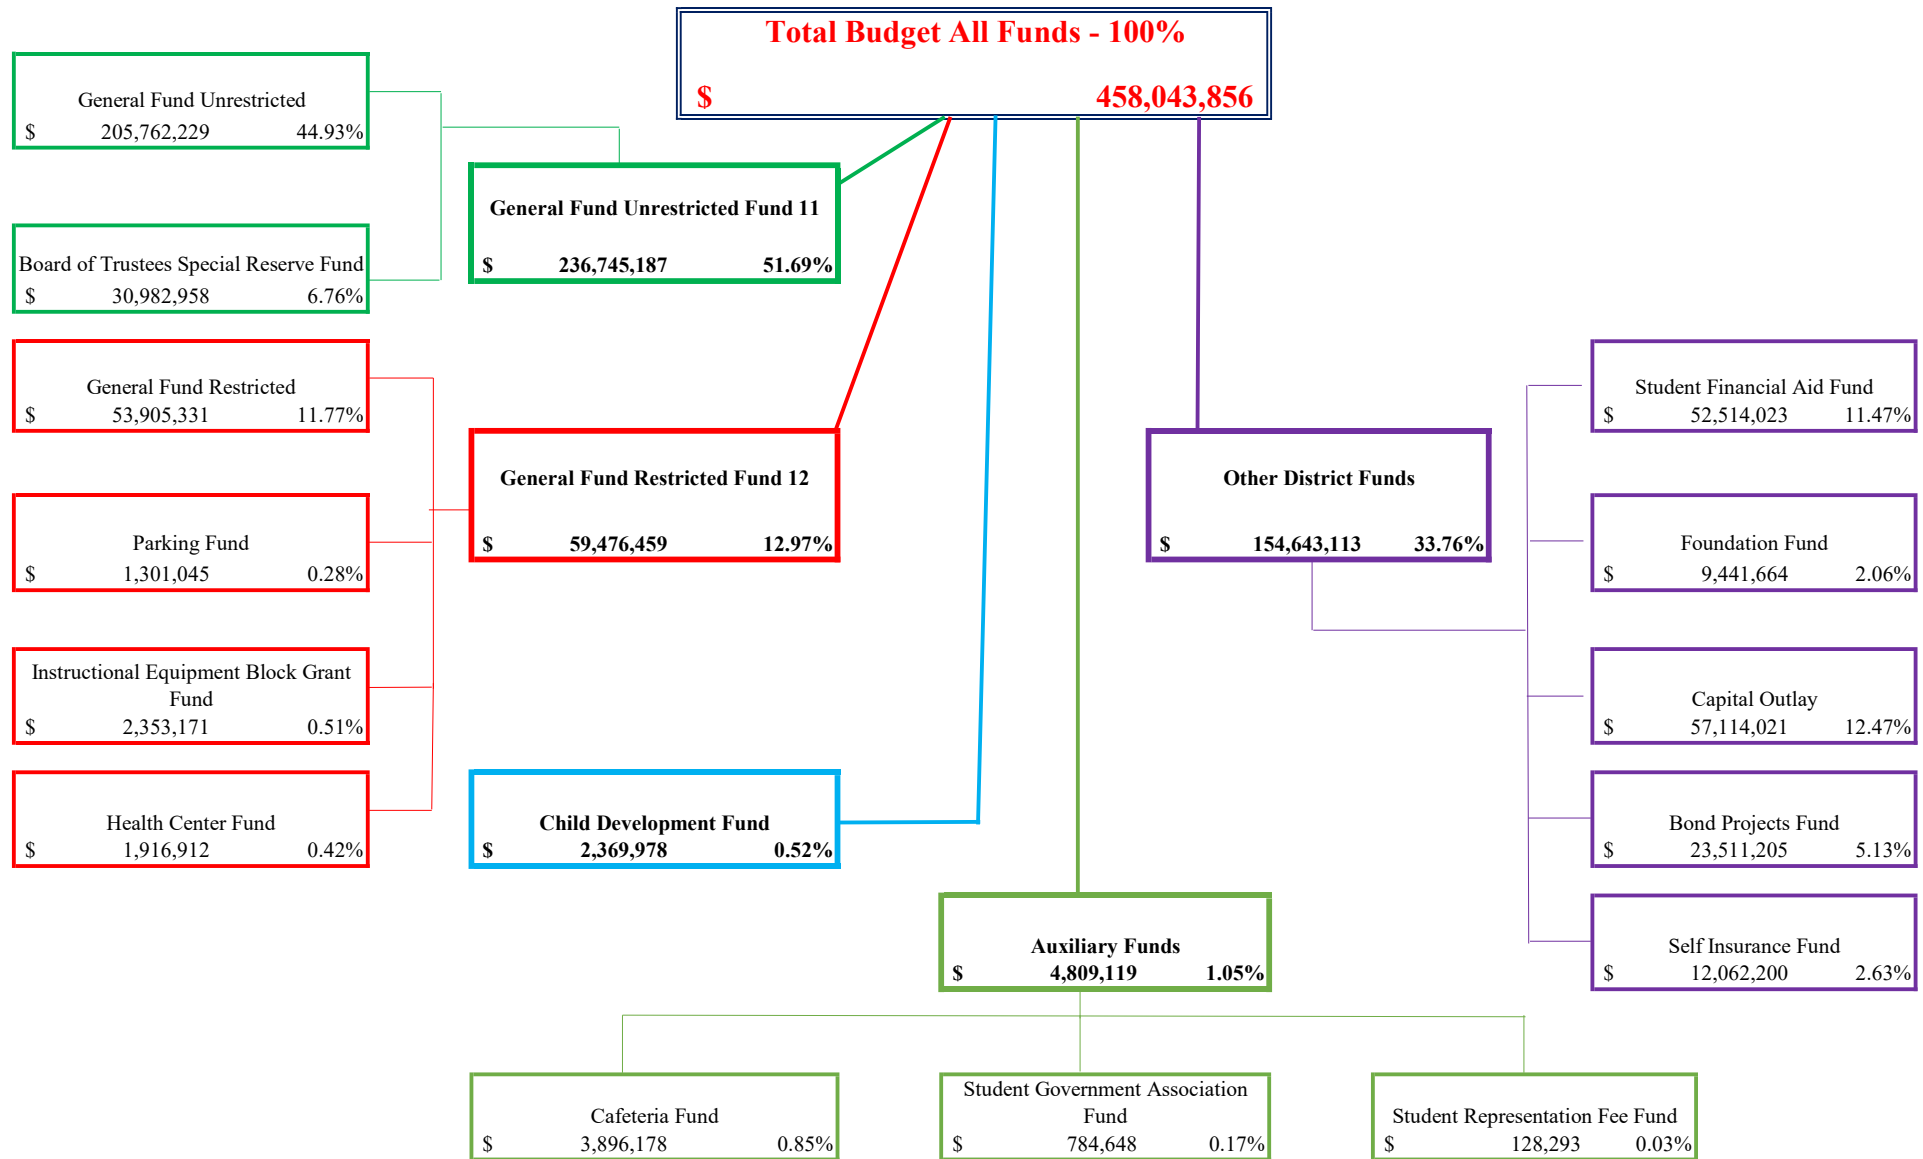 Total Budget All Funds - 100%
$ 458,043,856
General Fund Unrestricted
$ 205,762,229 44.93%
General Fund Unrestricted Fund 11
$ 236,745,187 51.69%
Board of Trustees Special Reserve Fund
$ 30,982,958 6.76%
General Fund Restricted
$ 53,905,331 11.77%
General Fund Restricted Fund 12
$ 59,476,459 12.97%
Parking Fund
$ 1,301,045 0.28%
Instructional Equipment Block Grant
Fund
$ 2,353,171 0.51%
Health Center Fund
$ 1,916,912 0.42%
Child Development Fund
$ 2,369,978 0.52%
Other District Funds
$ 154,643,113 33.76%
Student Financial Aid Fund
$ 52,514,023 11.47%
Foundation Fund
$ 9,441,664 2.06%
Capital Outlay
$ 57,114,021 12.47%
Bond Projects Fund
$ 23,511,205 5.13%
Self Insurance Fund
$ 12,062,200 2.63%
Auxiliary Funds
$ 4,809,119 1.05%
Cafeteria Fund
$ 3,896,178 0.85%
Student Government Association
Fund
$ 784,648 0.17%
Student Representation Fee Fund
$ 128,293 0.03%